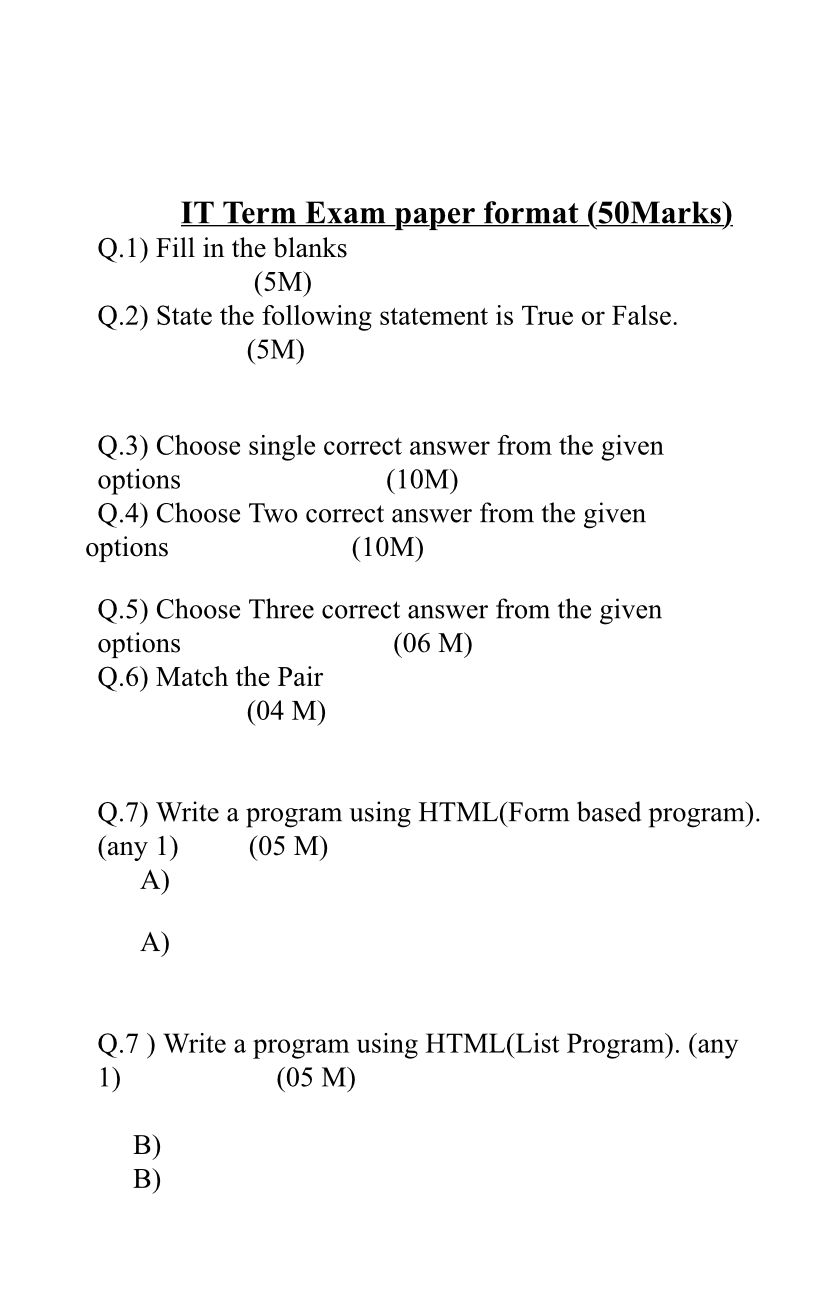 IT Term Exam paper format (50Marks)
Q.1) Fill in the blanks
(5M)
Q.2) State the following statement is True or False.
(5M)
Q.3) Choose single correct answer from the given
options (10M)
Q.4) Choose Two correct answer from the given
options (10M)
Q.5) Choose Three correct answer from the given
options (06 M)
Q.6) Match the Pair
(04 M)
Q.7) Write a program using HTML(Form based program).
(any 1) (05 M)
A)
A)
Q.7 ) Write a program using HTML(List Program). (any
1) (05 M)
B)
B)